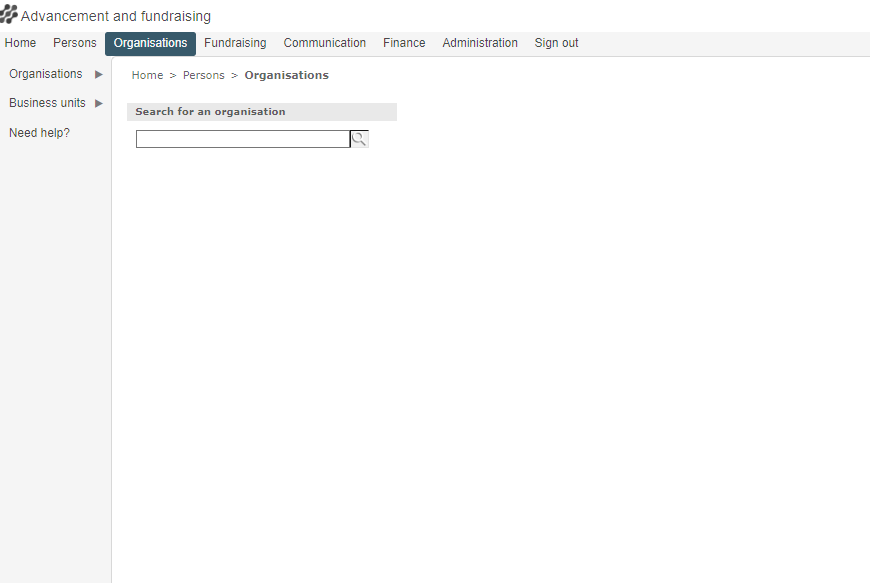 Advancement and fundraising
Home Persons Organisations Fundraising Communication Finance Administration Sign out
Organisations
Business units
Need help?
Home > Persons > Organisations
Search for an organisation